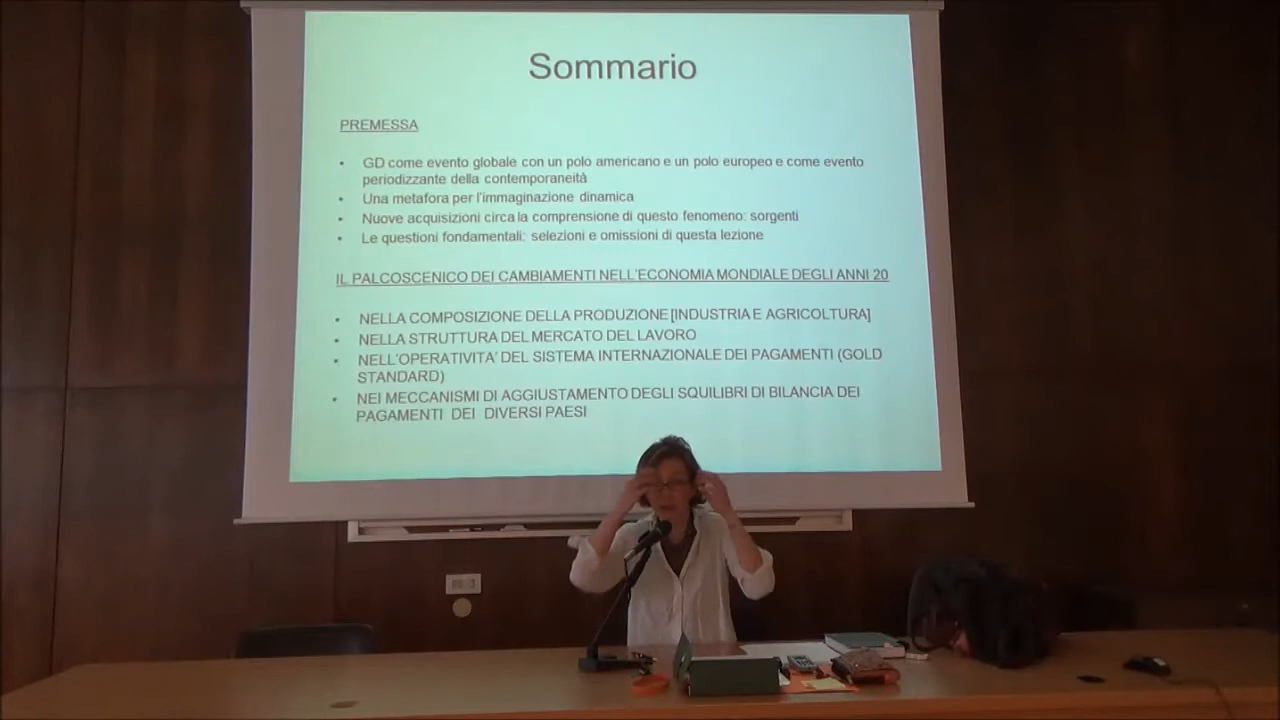 Sommario
PREMESSA
• GD come evento globale con un polo americano e un polo europeo e come evento
periodizzante della contemporaneità
• Una metafora per l'immaginazione dinamica
• Nuove acquisizioni circa la comprensione di questo fenomeno: sorgenti
• Le questioni fondamentali: selezioni e omissioni di questa lezione
IL PALCOSCENICO DEI CAMBIAMENTI NELL'ECONOMIA MONDIALE DEGLI ANNI 20
• NELLA COMPOSIZIONE DELLA PRODUZIONE [INDUSTRIA E AGRICOLTURA]
• NELLA STRUTTURA DEL MERCATO DEL LAVORO
• NELL'OPERATIVITA' DEL SISTEMA INTERNAZIONALE DEI PAGAMENTI (GOLD
STANDARD)
• NEI MECCANISMI DI AGGIUSTAMENTO DEGLI SQUILIBRI DI BILANCIA DEI
PAGAMENTI DEI DIVERSI PAESI